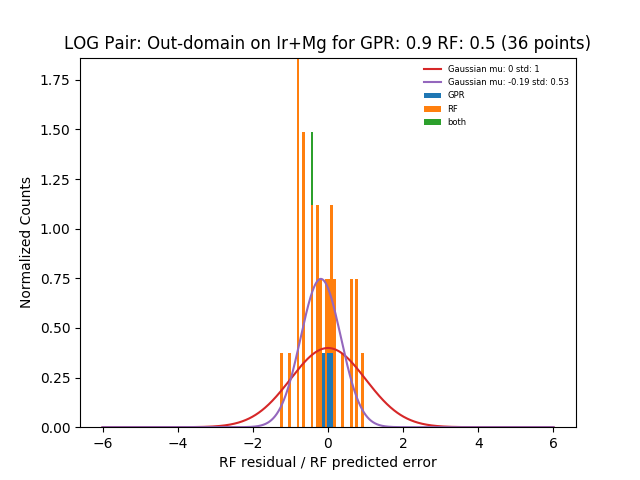 LOG Pair: Out-domain on Ir+Mg for GPR: 0.9 RF: 0.5 (36 points)
Gaussian mu: 0 std: 1
Gaussian mu: -0.19 std: 0.53
GPR
RF
both
Normalized Counts
1.75
1.50
1.25
1.00
0.75
0.50
0.25
0.00
−6
−4
−2
0
2
4
6
RF residual / RF predicted error